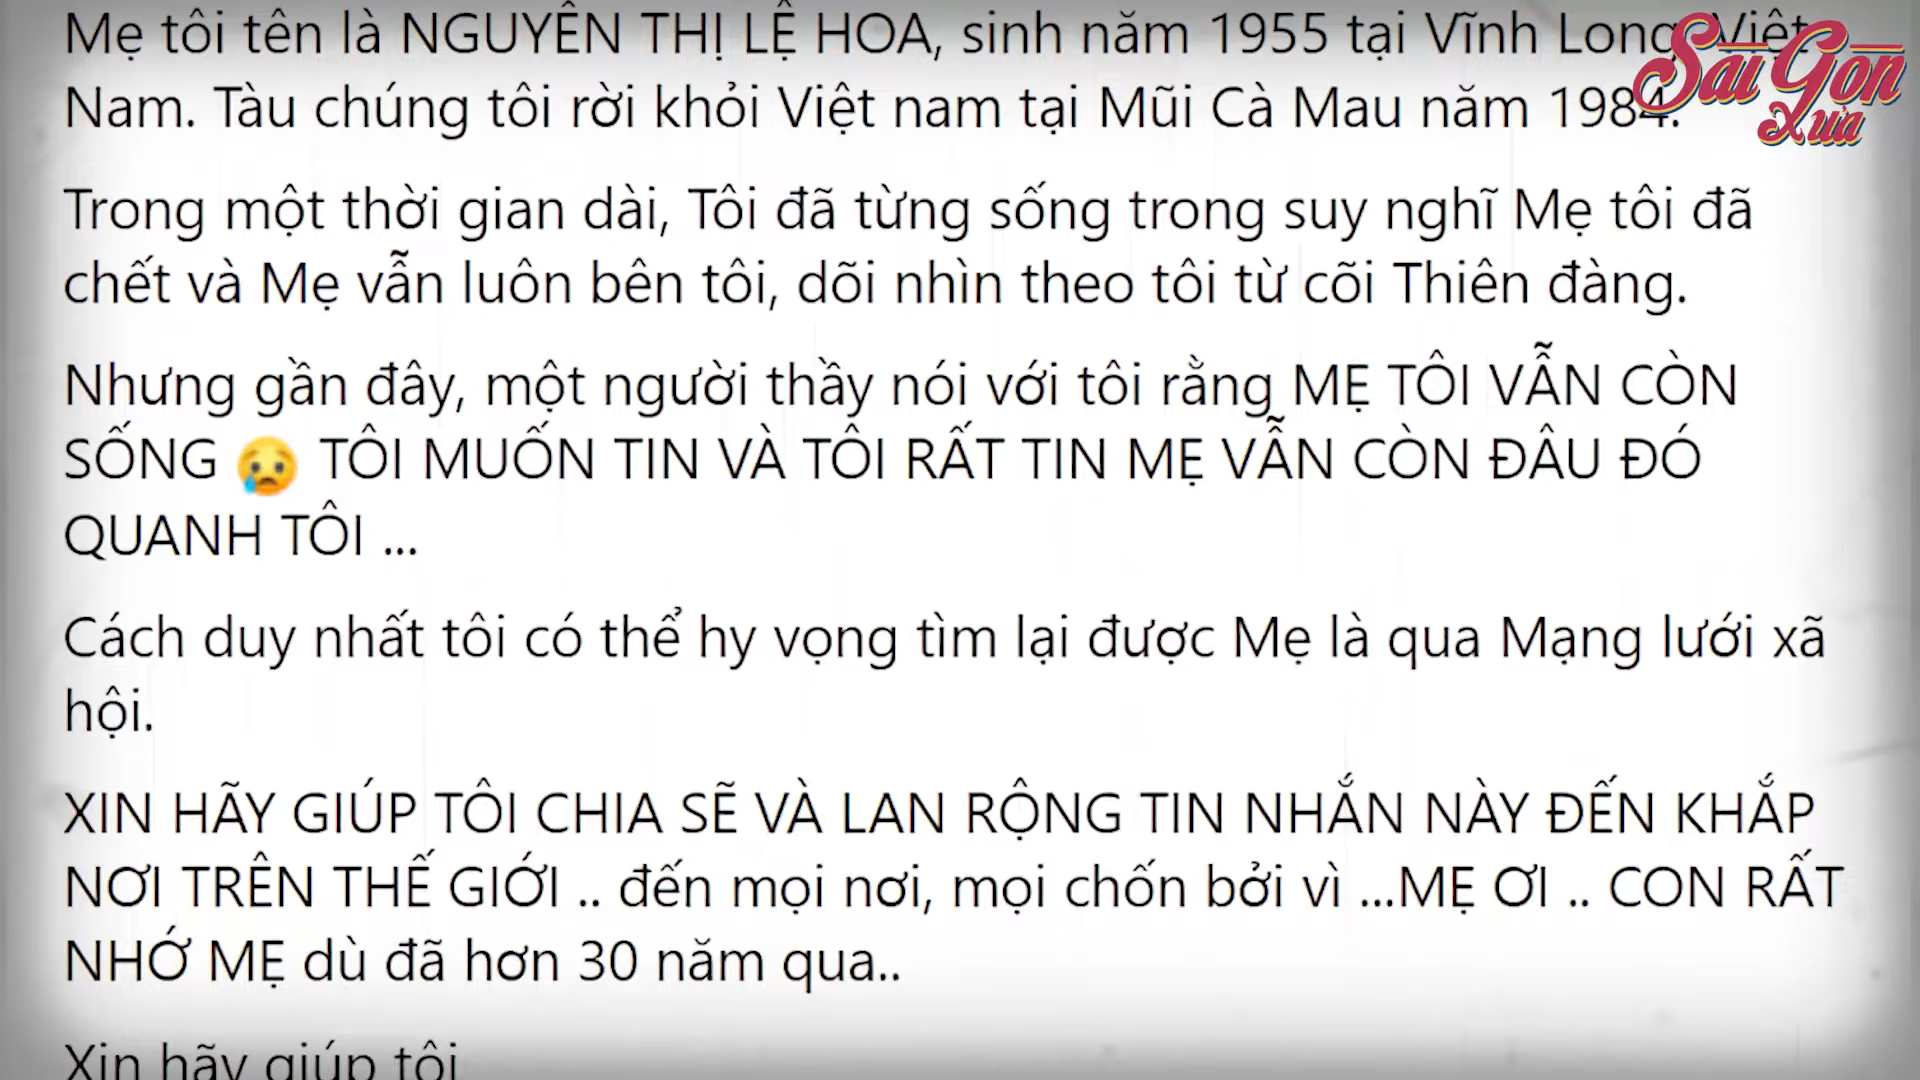 Mẹ tôi tên là NGUYỄN THỊ LỆ HOA, sinh năm 1955 tại Vĩnh Long, Việt
Nam. Tàu chúng tôi rời khỏi Việt nam tại Mũi Cà Mau năm 1984.
Sài Gòn
Xưa
Trong một thời gian dài, Tôi đã từng sống trong suy nghĩ Mẹ tôi đã
chết và Mẹ vẫn luôn bên tôi, dõi nhìn theo tôi từ cõi Thiên đàng.
Nhưng gần đây, một người thầy nói với tôi rằng MẸ TÔI VẪN CÒN
SỐNG 😢 TÔI MUỐN TIN VÀ TÔI RẤT TIN MẸ VẪN CÒN ĐÂU ĐÓ
QUANH TÔI ...
Cách duy nhất tôi có thể hy vọng tìm lại được Mẹ là qua Mạng lưới xã
hội.
XIN HÃY GIÚP TÔI CHIA SẼ VÀ LAN RỘNG TIN NHẮN NÀY ĐẾN KHẮP
NƠI TRÊN THẾ GIỚI .. đến mọi nơi, mọi chốn bởi vì ...MẸ ƠI .. CON RẤT
NHỚ MẸ dù đã hơn 30 năm qua..
Xin hãy giúp tôi